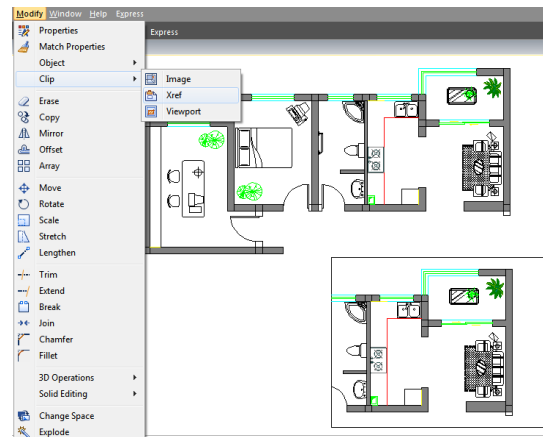 Modify Window Help Express
Express
Properties
Match Properties
Object
Clip
Image
Xref
Viewport
Erase
Copy
Mirror
Offset
Array
Move
Rotate
Scale
Stretch
Lengthen
Trim
Extend
Break
Join
Chamfer
Fillet
3D Operations
Solid Editing
Change Space
Explode